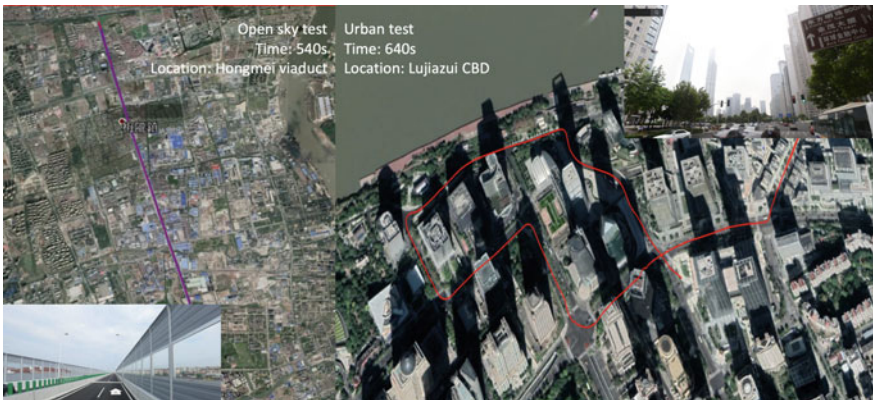 Open sky test
Time: 540s
Location: Hongmei viaduct
Urban test
Time: 640s
Location: Lujiazui CBD